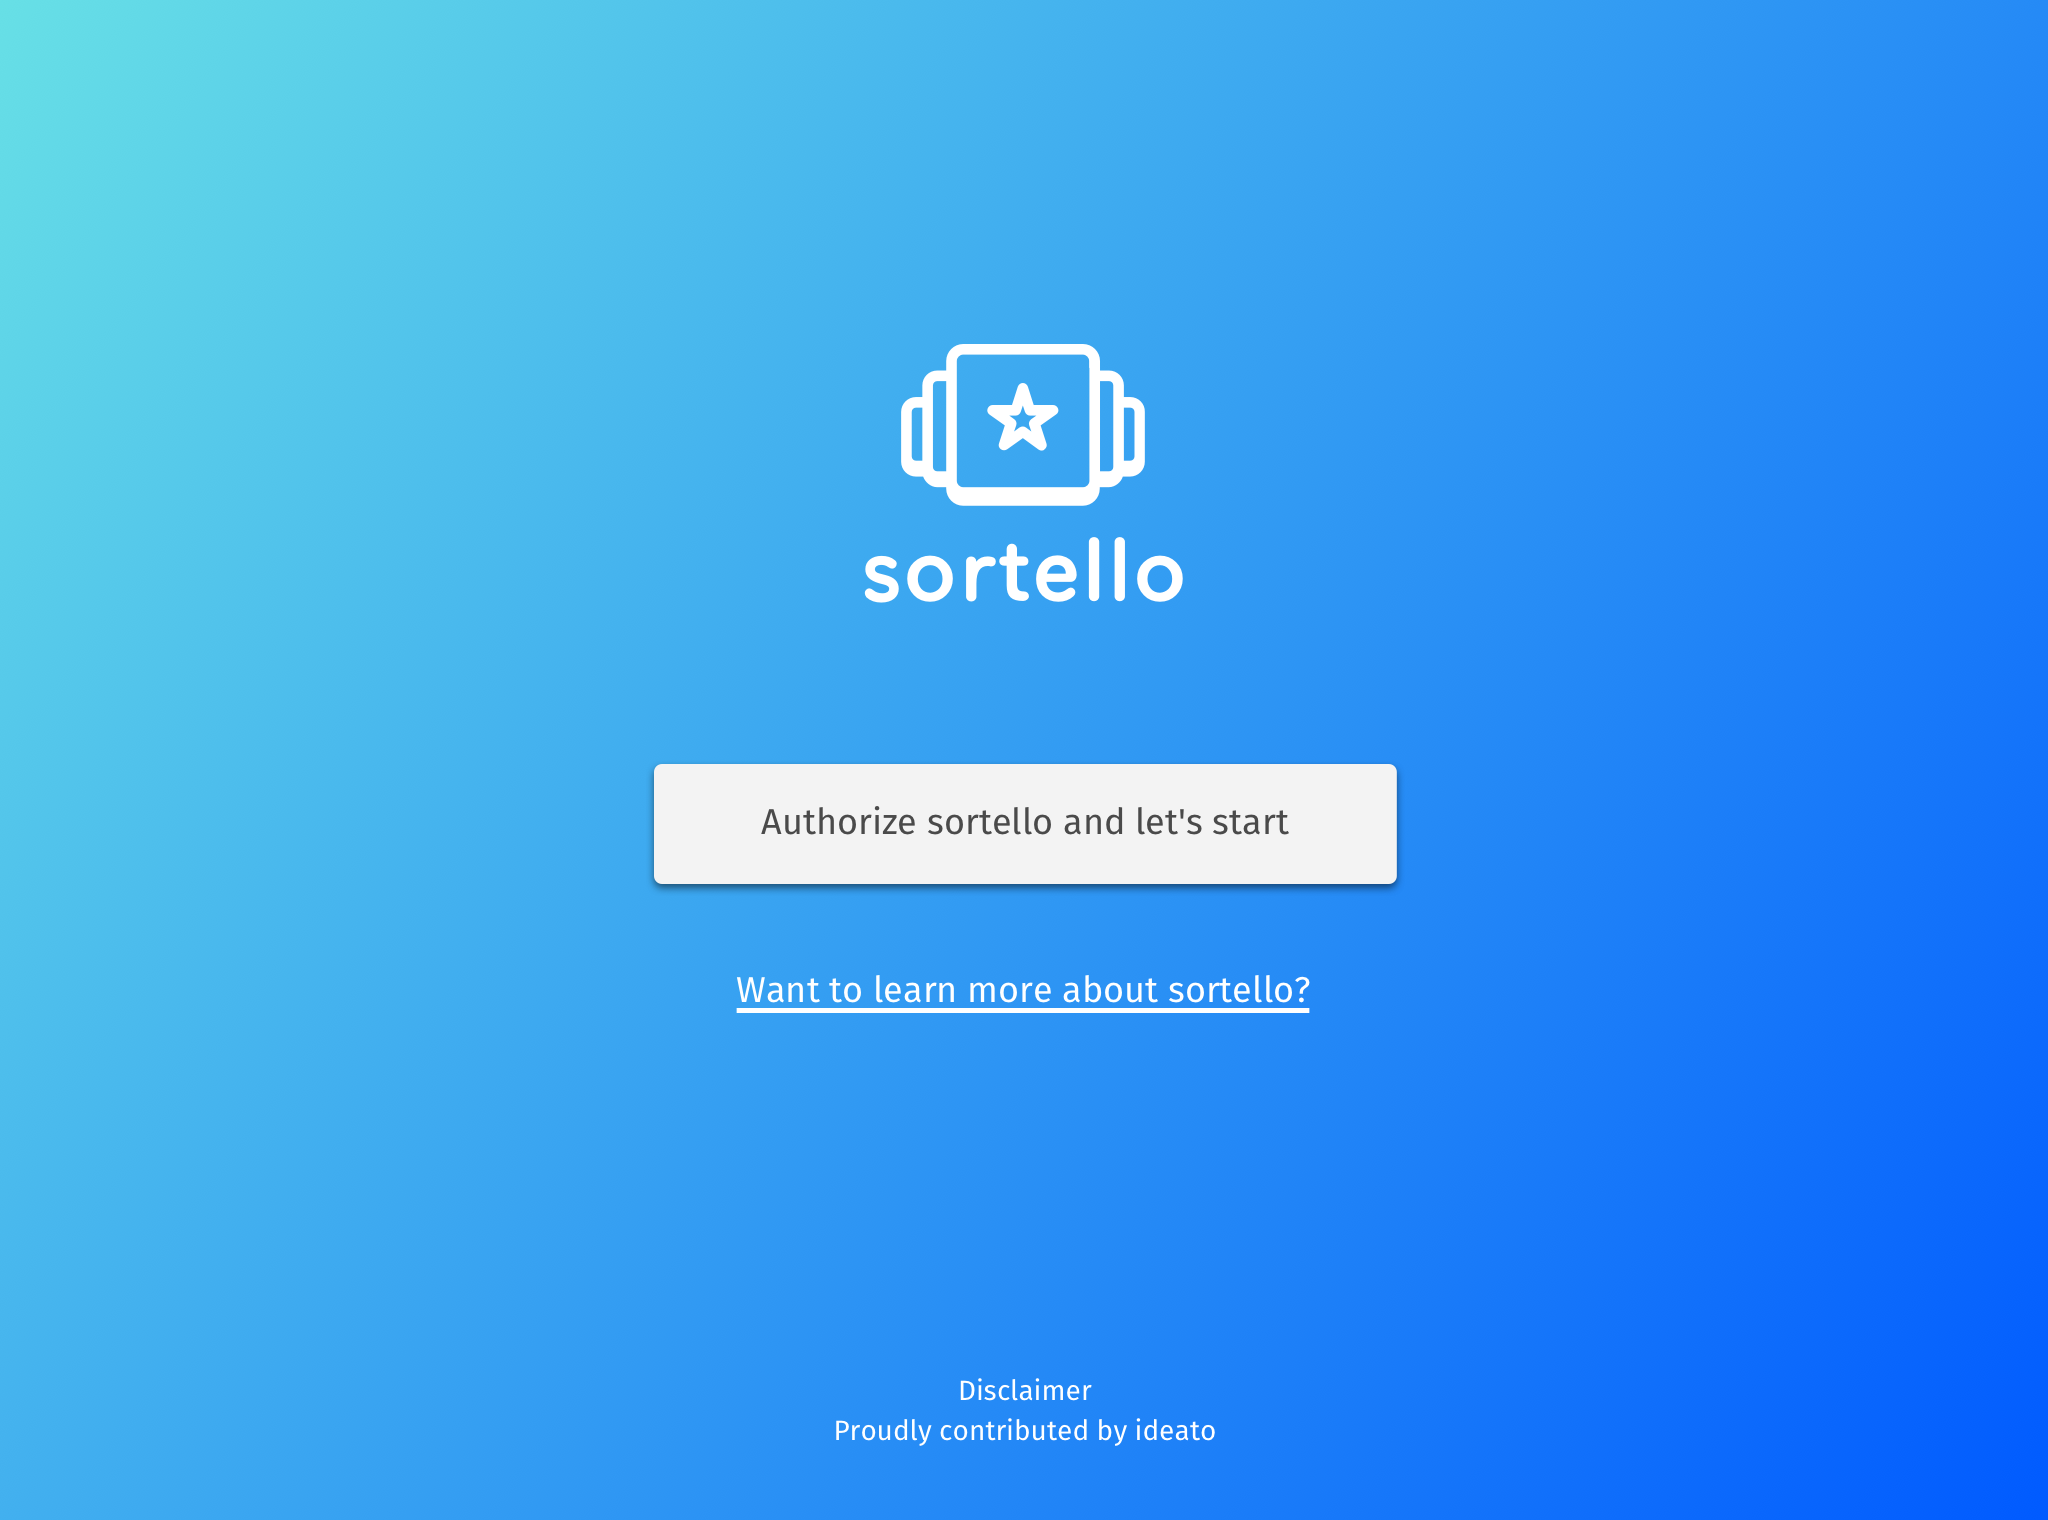 sortello
Authorize sortello and let's start
Want to learn more about sortello?
Disclaimer
Proudly contributed by ideato